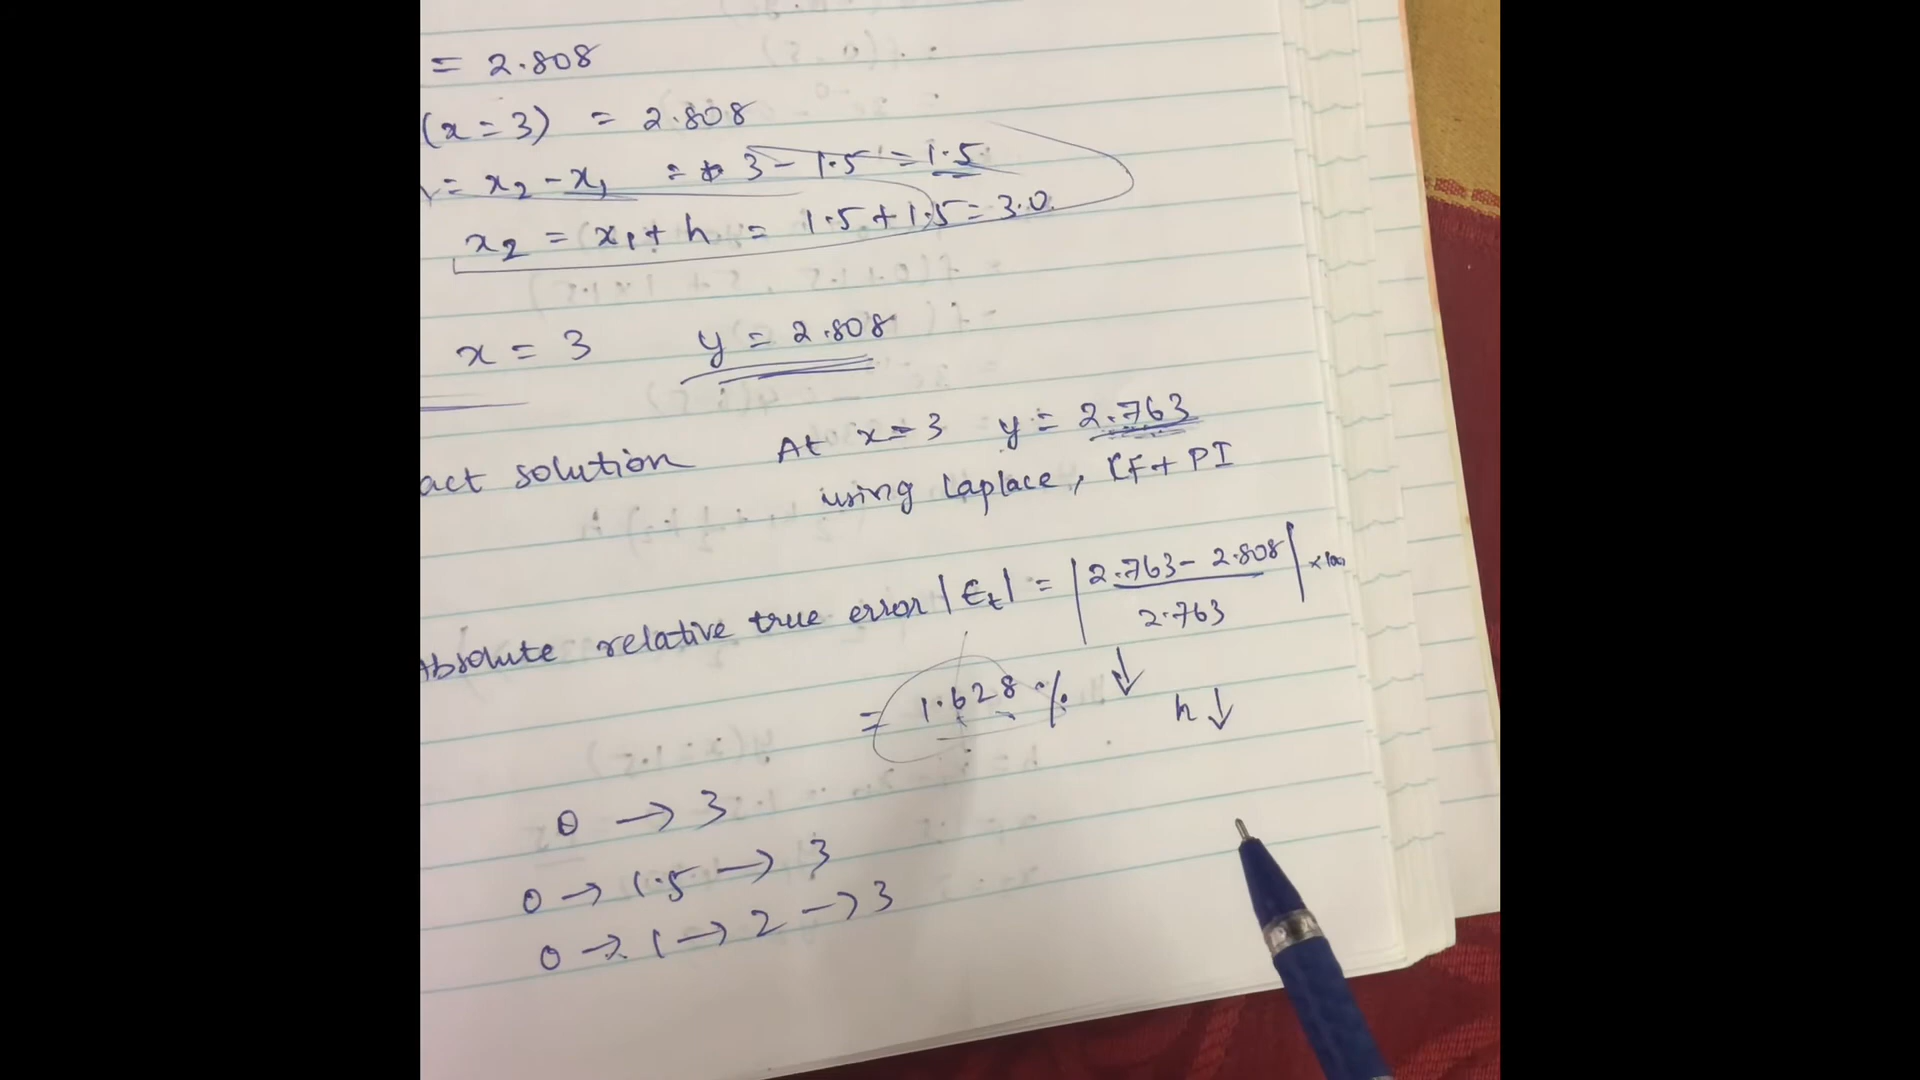 = 2.808
(x = 3) = 2.808
= x₂ - x₁ = 3 - 1.5 = 1.5
x₂ = x₁ + h = 1.5 + 1.5 = 3.0
x = 3 y = 2.808
act solution At x = 3 y = 2.763
using Laplace, CF + PI
Absolute relative true error |∈t| = |2.763 - 2.808 / 2.763| × 100
= 1.628 % ↓ h↓
0 → 3
0 → 1.5 → 3
0 → 1 → 2 → 3